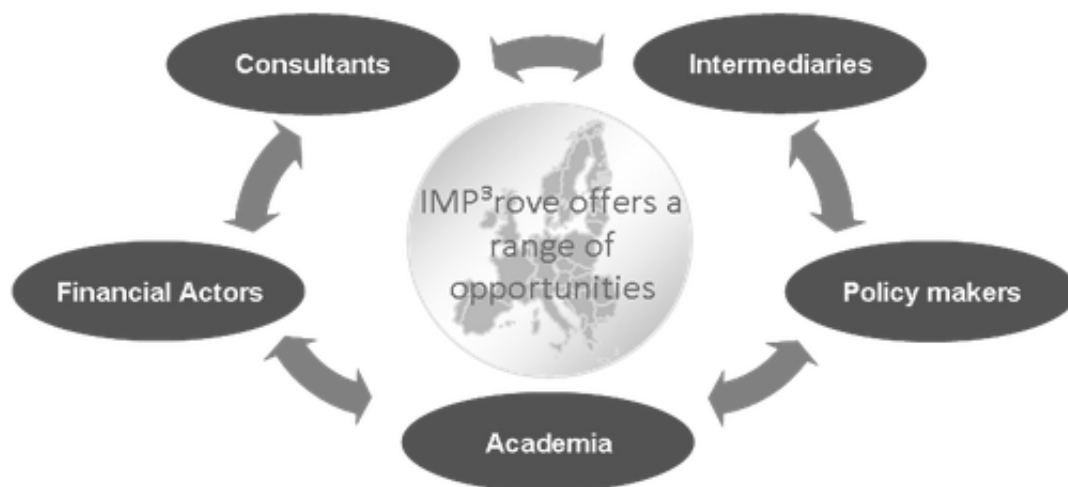 Consultants
Intermediaries
IMP³rove offers a
range of
opportunities
Financial Actors
Policy makers
Academia